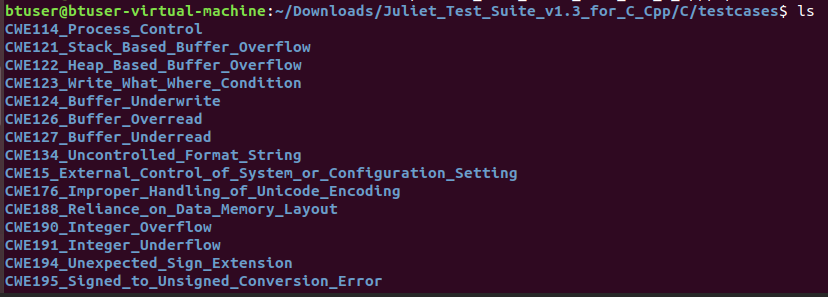 btuser@btuser-virtual-machine:~/Downloads/Juliet_Test_Suite_v1.3_for_C_Cpp/C/testcases$ ls
CWE114_Process_Control
CWE121_Stack_Based_Buffer_Overflow
CWE122_Heap_Based_Buffer_Overflow
CWE123_Write_What_Where_Condition
CWE124_Buffer_Underwrite
CWE126_Buffer_Overread
CWE127_Buffer_Underread
CWE134_Uncontrolled_Format_String
CWE15_External_Control_of_System_or_Configuration_Setting
CWE176_Improper_Handling_of_Unicode_Encoding
CWE188_Reliance_on_Data_Memory_Layout
CWE190_Integer_Overflow
CWE191_Integer_Underflow
CWE194_Unexpected_Sign_Extension
CWE195_Signed_to_Unsigned_Conversion_Error